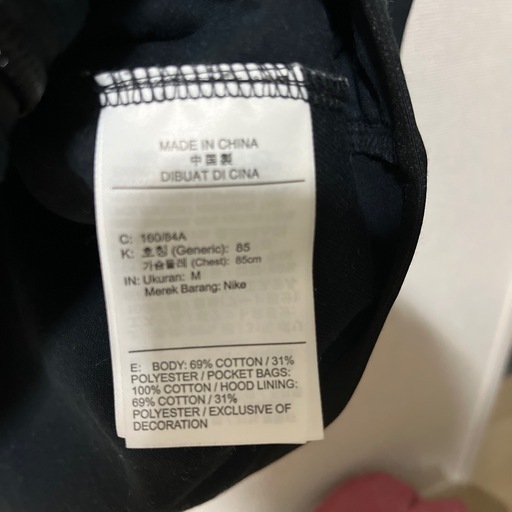 MADE IN CHINA
中国製
DIBUAT DI CINA
C: 160/84A
K: 호칭 (Generic): 85
가슴둘레 (Chest): 85cm
IN: Ukuran: M
Merek Barang: Nike
E: BODY: 69% COTTON / 31%
POLYESTER / POCKET BAGS:
100% COTTON / HOOD LINING:
69% COTTON / 31%
POLYESTER / EXCLUSIVE OF
DECORATION